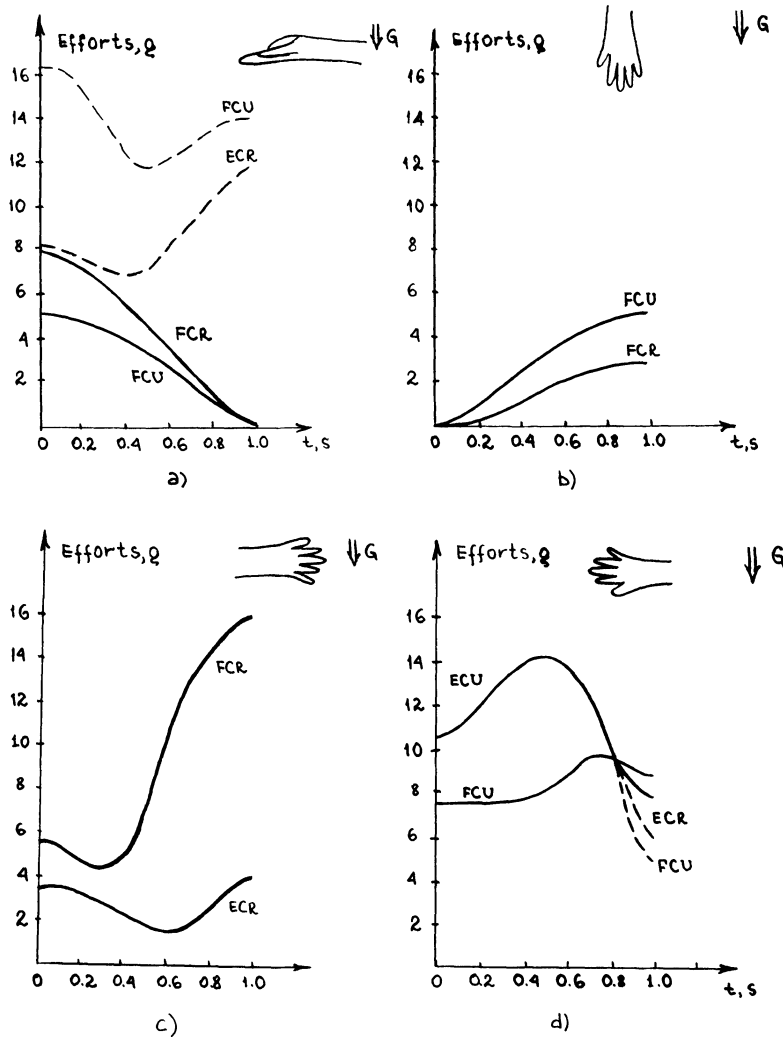 Efforts, g
G
16
14
12
10
8
6
4
2
FCU
ECR
FCR
FCU
0 0.2 0.4 0.6 0.8 1.0 t, s
a)
Efforts, g
G
16
14
12
10
8
6
4
2
FCU
FCR
0 0.2 0.4 0.6 0.8 1.0 t, s
b)
Efforts, g
G
16
14
12
10
8
6
4
2
FCR
ECR
0 0.2 0.4 0.6 0.8 1.0
c)
Efforts, g
G
16
14
12
10
8
6
4
2
ECU
FCU
ECR
FCU
0 0.2 0.4 0.6 0.8 1.0 t, s
d)